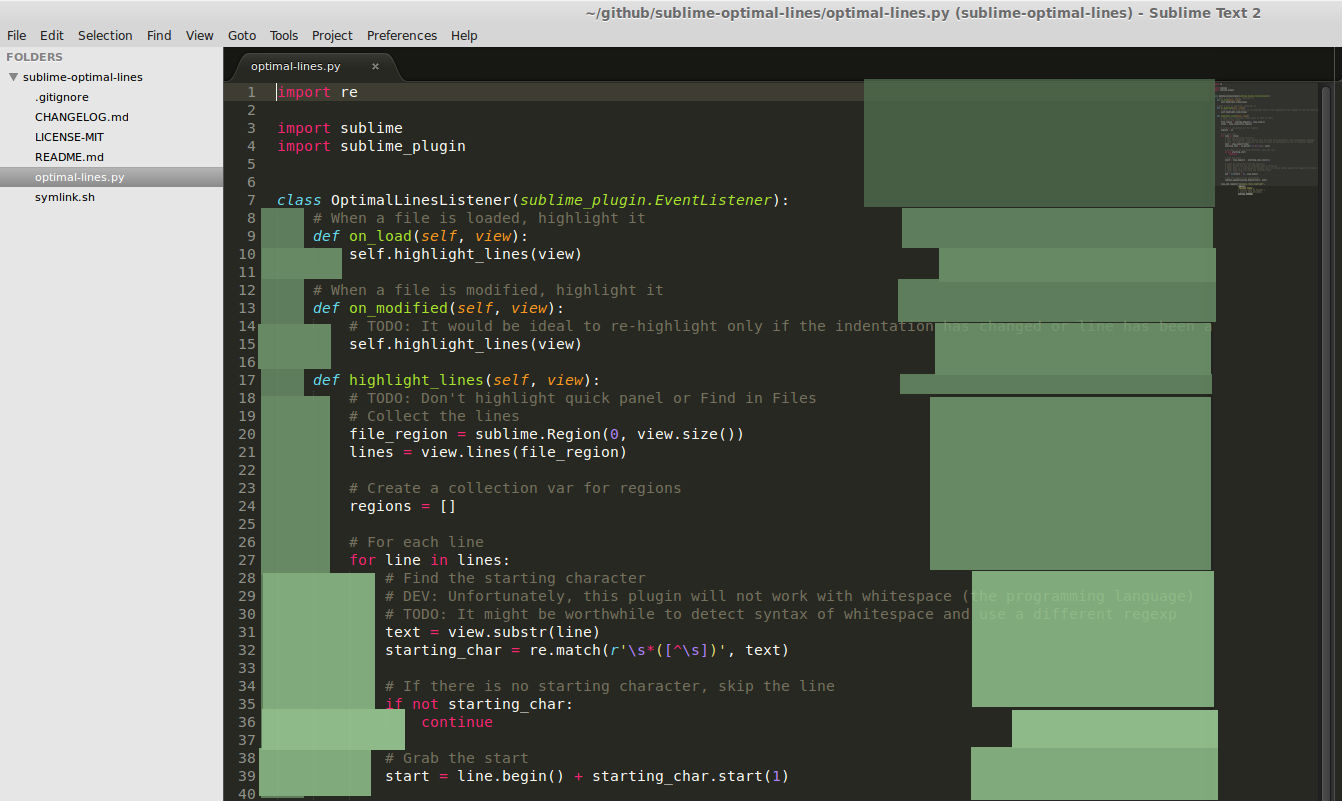 ~/github/sublime-optimal-lines/optimal-lines.py (sublime-optimal-lines) - Sublime Text 2
File Edit Selection Find View Goto Tools Project Preferences Help
FOLDERS
sublime-optimal-lines
.gitignore
CHANGELOG.md
LICENSE-MIT
README.md
optimal-lines.py
symlink.sh
optimal-lines.py ×
1 import re
2
3 import sublime
4 import sublime_plugin
5
6
7 class OptimalLinesListener(sublime_plugin.EventListener):
8     # When a file is loaded, highlight it
9     def on_load(self, view):
10         self.highlight_lines(view)
11
12     # When a file is modified, highlight it
13     def on_modified(self, view):
14         # TODO: It would be ideal to re-highlight only if the indentation has changed or line has been a
15         self.highlight_lines(view)
16
17     def highlight_lines(self, view):
18         # TODO: Don't highlight quick panel or Find in Files
19         # Collect the lines
20         file_region = sublime.Region(0, view.size())
21         lines = view.lines(file_region)
22
23         # Create a collection var for regions
24         regions = []
25
26         # For each line
27         for line in lines:
28             # Find the starting character
29             # DEV: Unfortunately, this plugin will not work with whitespace (the programming language)
30             # TODO: It might be worthwhile to detect syntax of whitespace and use a different regexp
31             text = view.substr(line)
32             starting_char = re.match(r'\s*([^\s])', text)
33
34             # If there is no starting character, skip the line
35             if not starting_char:
36                 continue
37
38             # Grab the start
39             start = line.begin() + starting_char.start(1)
40